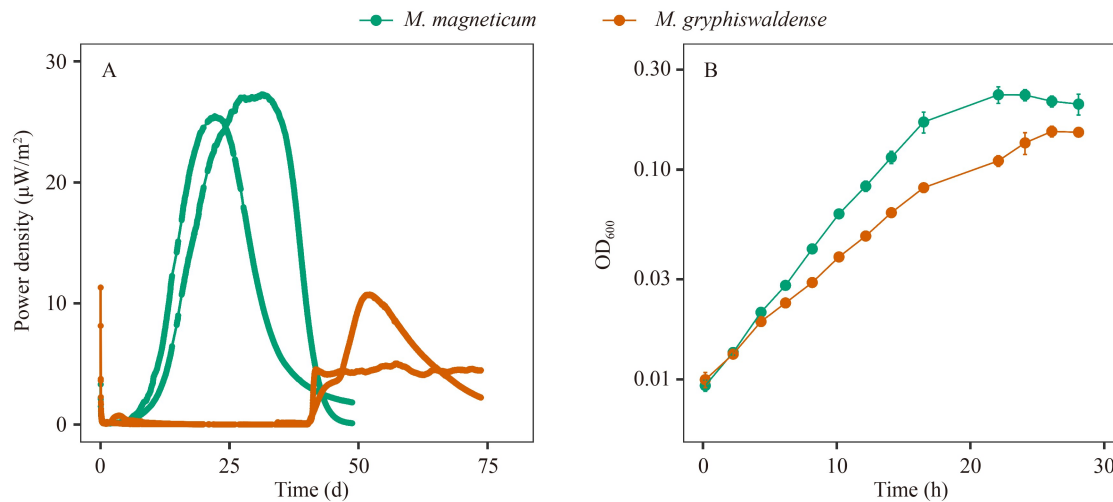 M. magneticum M. gryphiswaldense
A
30
20
10
0
Power density (μW/m²)
0 25 50 75
Time (d)
B
0.30
0.10
0.03
0.01
OD₆₀₀
0 10 20 30
Time (h)